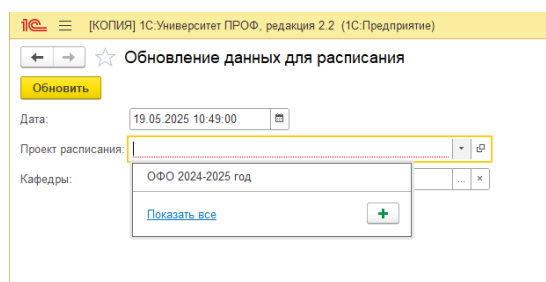 1С [КОПИЯ] 1С:Университет ПРОФ, редакция 2.2 (1С:Предприятие)
Обновление данных для расписания
Обновить
Дата: 19.05.2025 10:49:00
Проект расписания:
ОФО 2024-2025 год
Кафедры: ... ×
Показать все +